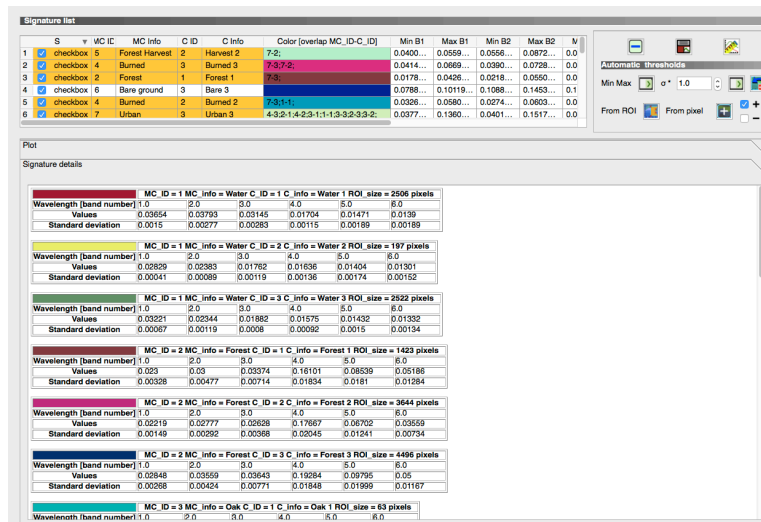 Signature list
S MC ID MC Info C ID C Info Color [overlap MC_ID-C_ID] Min B1 Max B1 Min B2 Max B2 M
1 checkbox 5 Forest Harvest 2 Harvest 2 7-2; 0.0400... 0.0559... 0.0556... 0.0872... 0.0
2 checkbox 4 Burned 3 Burned 3 7-3;7-2; 0.0414... 0.0669... 0.0390... 0.0728... 0.0
3 checkbox 2 Forest 1 Forest 1 7-3; 0.0178... 0.0426... 0.0218... 0.0550... 0.0
4 checkbox 6 Bare ground 3 Bare 3 0.0788... 0.10119... 0.1088... 0.1453... 0.1
5 checkbox 4 Burned 2 Burned 2 7-3;1-1; 0.0326... 0.0580... 0.0274... 0.0603... 0.0
6 checkbox 7 Urban 3 Urban 3 4-3;2-1;4-2;3-1;1-1;3-3;2-3;3-2; 0.0377... 0.1360... 0.0401... 0.1517... 0.0
Automatic thresholds
Min Max σ* 1.0
From ROI From pixel + + −
Plot
Signature details
MC_ID = 1 MC_info = Water C_ID = 1 C_info = Water 1 ROI_size = 2506 pixels
Wavelength [band number] 1.0 2.0 3.0 4.0 5.0 6.0
Values 0.03654 0.03793 0.03145 0.01704 0.01471 0.0139
Standard deviation 0.0015 0.00277 0.00283 0.00115 0.00189 0.00189
MC_ID = 1 MC_info = Water C_ID = 2 C_info = Water 2 ROI_size = 197 pixels
Wavelength [band number] 1.0 2.0 3.0 4.0 5.0 6.0
Values 0.02829 0.02383 0.01762 0.01636 0.01404 0.01301
Standard deviation 0.00041 0.00089 0.00119 0.00136 0.00174 0.00152
MC_ID = 1 MC_info = Water C_ID = 3 C_info = Water 3 ROI_size = 2522 pixels
Wavelength [band number] 1.0 2.0 3.0 4.0 5.0 6.0
Values 0.03221 0.02344 0.01882 0.01575 0.01432 0.01332
Standard deviation 0.00067 0.00119 0.0008 0.00092 0.0015 0.00134
MC_ID = 2 MC_info = Forest C_ID = 1 C_info = Forest 1 ROI_size = 1423 pixels
Wavelength [band number] 1.0 2.0 3.0 4.0 5.0 6.0
Values 0.023 0.03 0.03374 0.16101 0.08539 0.05186
Standard deviation 0.00328 0.00477 0.00714 0.01834 0.0181 0.01284
MC_ID = 2 MC_info = Forest C_ID = 2 C_info = Forest 2 ROI_size = 3644 pixels
Wavelength [band number] 1.0 2.0 3.0 4.0 5.0 6.0
Values 0.02219 0.02777 0.02628 0.17667 0.06702 0.03559
Standard deviation 0.00149 0.00292 0.00368 0.02045 0.01241 0.00734
MC_ID = 2 MC_info = Forest C_ID = 3 C_info = Forest 3 ROI_size = 4496 pixels
Wavelength [band number] 1.0 2.0 3.0 4.0 5.0 6.0
Values 0.02848 0.03559 0.03643 0.19284 0.09795 0.05
Standard deviation 0.00268 0.00424 0.00771 0.01848 0.01999 0.01167
MC_ID = 3 MC_info = Oak C_ID = 1 C_info = Oak 1 ROI_size = 63 pixels
Wavelength [band number] 1.0 2.0 3.0 4.0 5.0 6.0